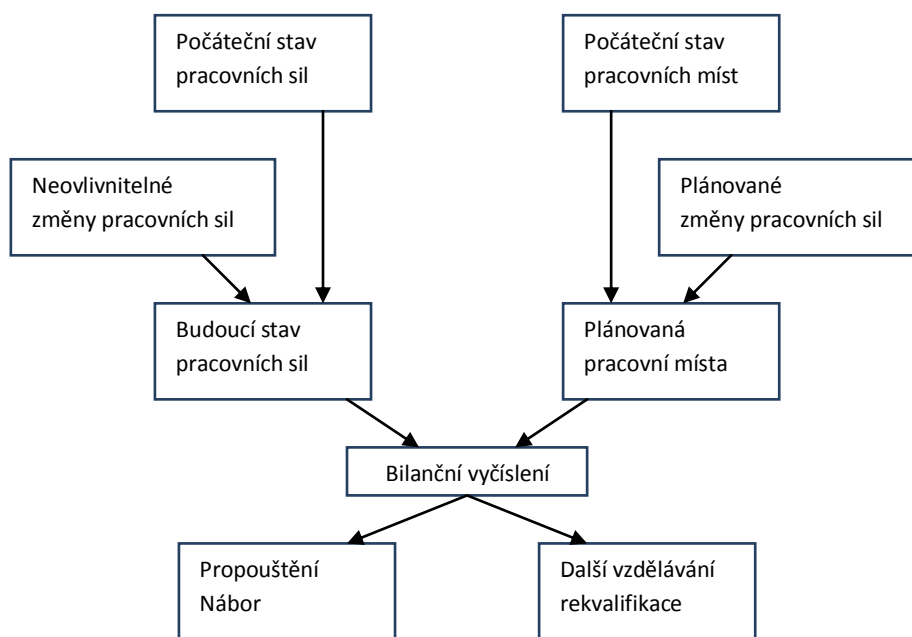 Počáteční stav
pracovních sil
Počáteční stav
pracovních míst
Neovlivnitelné
změny pracovních sil
Plánované
změny pracovních sil
Budoucí stav
pracovních sil
Plánovaná
pracovní místa
Bilanční vyčíslení
Propouštění
Nábor
Další vzdělávání
rekvalifikace